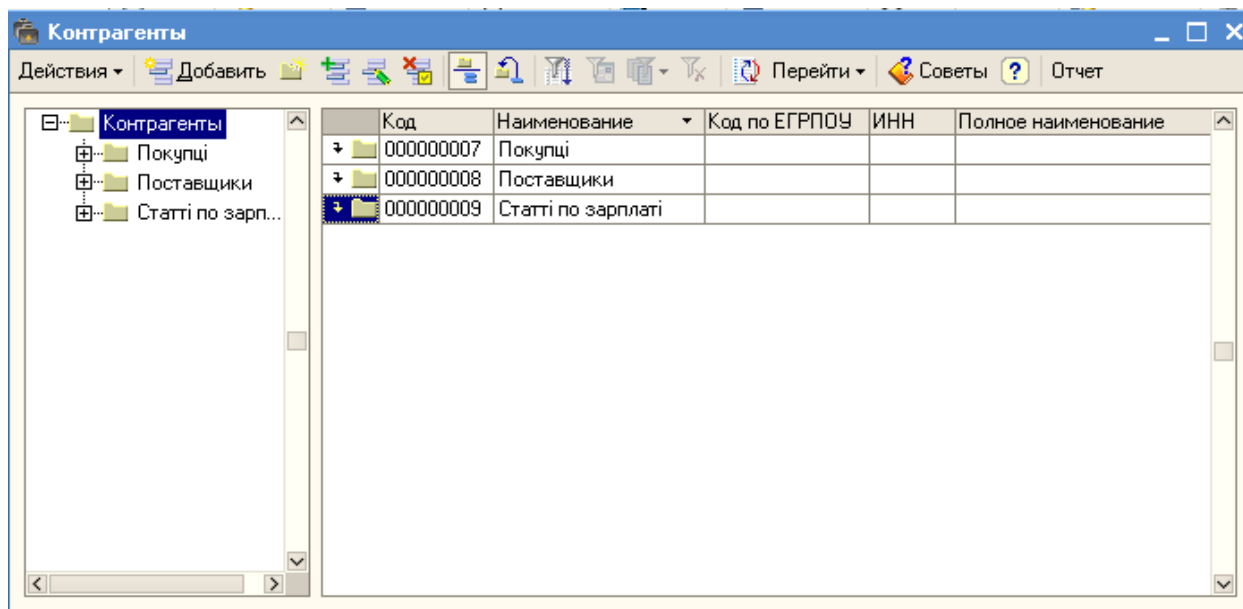 Контрагенты
Действия Добавить Перейти Советы ? Отчет
Контрагенты
Покупці
Поставщики
Статті по зарп...
Код Наименование Код по ЕГРПОУ ИНН Полное наименование
000000007 Покупці
000000008 Поставщики
000000009 Статті по зарплаті